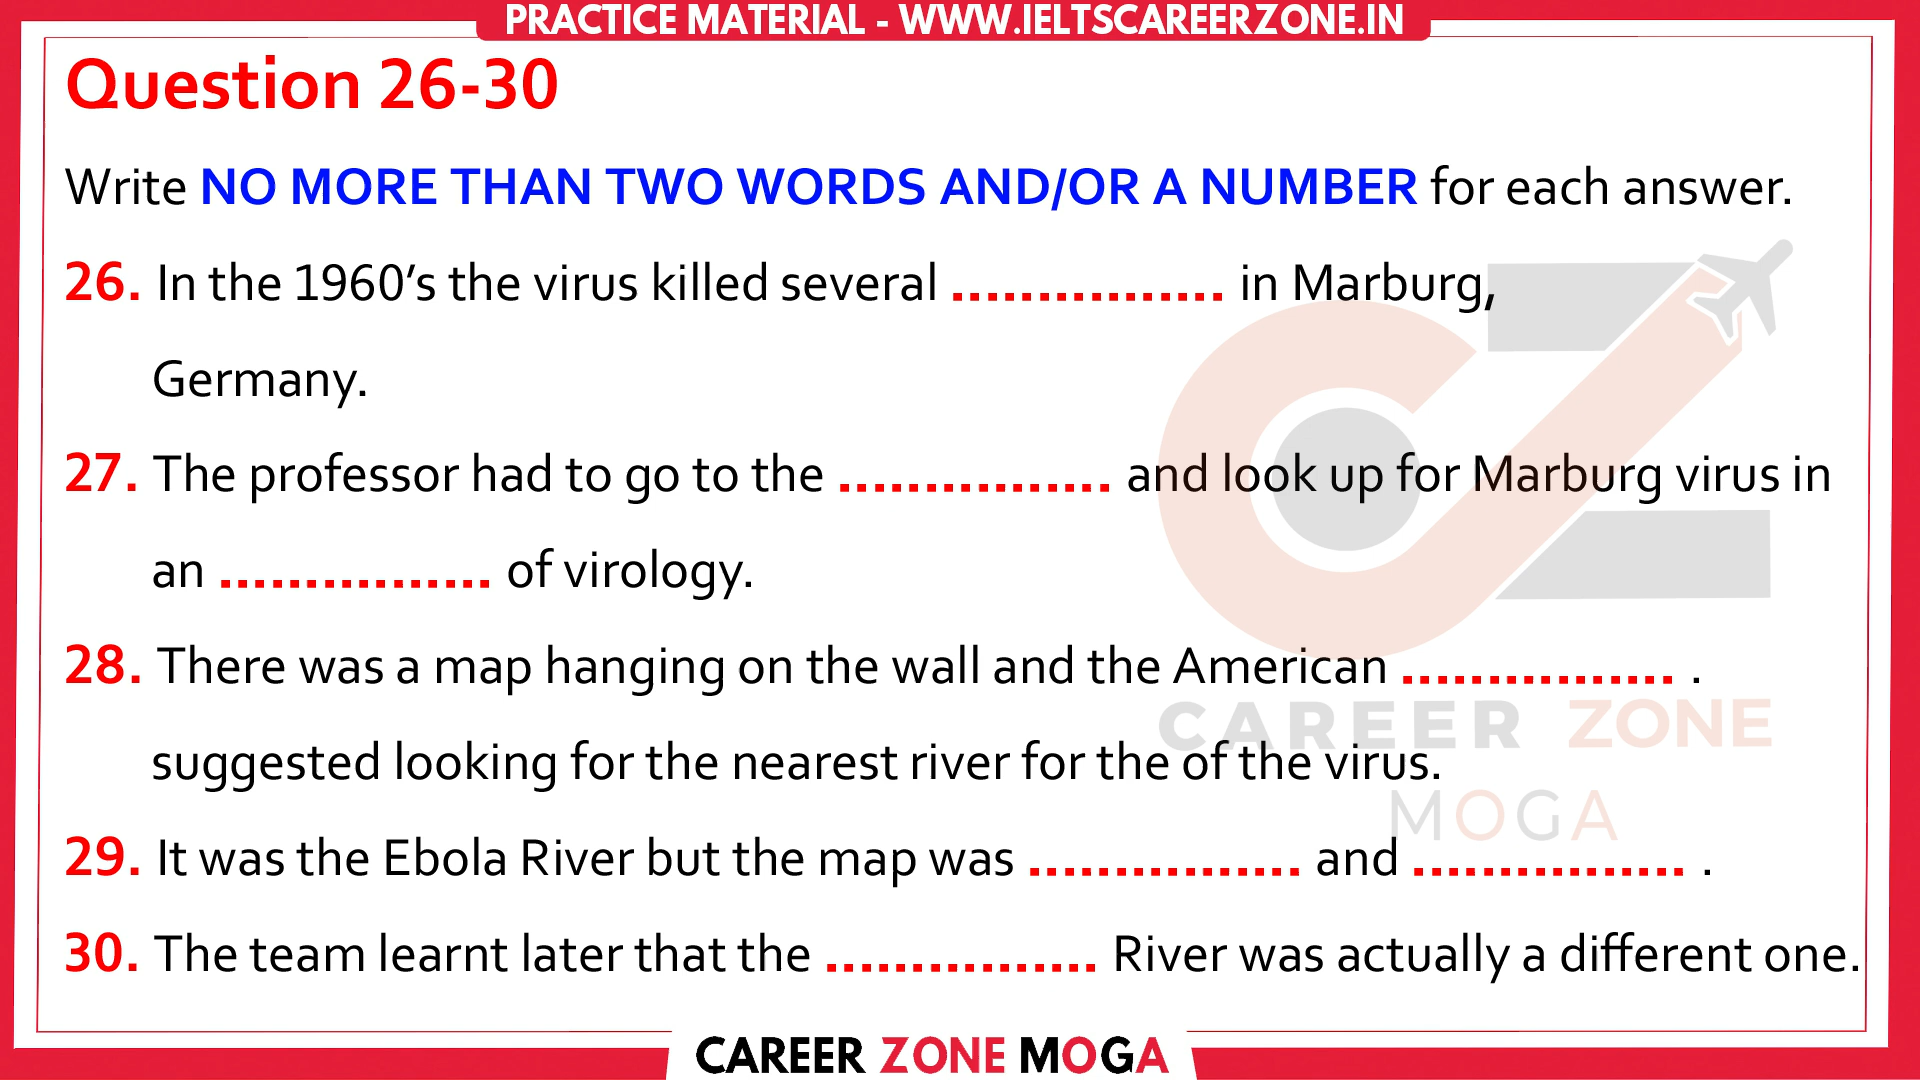 PRACTICE MATERIAL - WWW.IELTSCAREERZONE.IN
Question 26-30
Write NO MORE THAN TWO WORDS AND/OR A NUMBER for each answer.
26. In the 1960’s the virus killed several ................ in Marburg,
Germany.
27. The professor had to go to the ................ and look up for Marburg virus in
an ................ of virology.
28. There was a map hanging on the wall and the American ................ .
suggested looking for the nearest river for the of the virus.
29. It was the Ebola River but the map was ................ and ................ .
30. The team learnt later that the ................ River was actually a different one.
CAREER ZONE
MOGA
CAREER ZONE MOGA